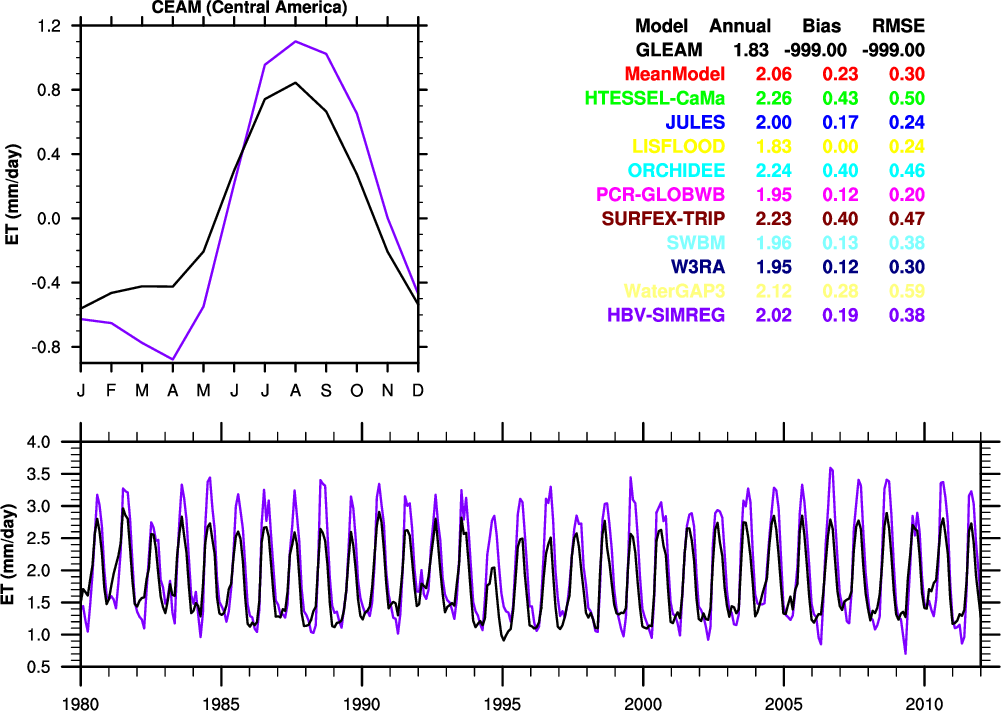 CEAM (Central America)
1.2
0.8
0.4
0.0
-0.4
-0.8
ET (mm/day)
J F M A M J J A S O N D
Model Annual Bias RMSE
GLEAM 1.83 -999.00 -999.00
MeanModel 2.06 0.23 0.30
HTESSEL-CaMa 2.26 0.43 0.50
JULES 2.00 0.17 0.24
LISFLOOD 1.83 0.00 0.24
ORCHIDEE 2.24 0.40 0.46
PCR-GLOBWB 1.95 0.12 0.20
SURFEX-TRIP 2.23 0.40 0.47
SWBM 1.96 0.13 0.38
W3RA 1.95 0.12 0.30
WaterGAP3 2.12 0.28 0.59
HBV-SIMREG 2.02 0.19 0.38
4.0
3.5
3.0
2.5
2.0
1.5
1.0
0.5
ET (mm/day)
1980 1985 1990 1995 2000 2005 2010